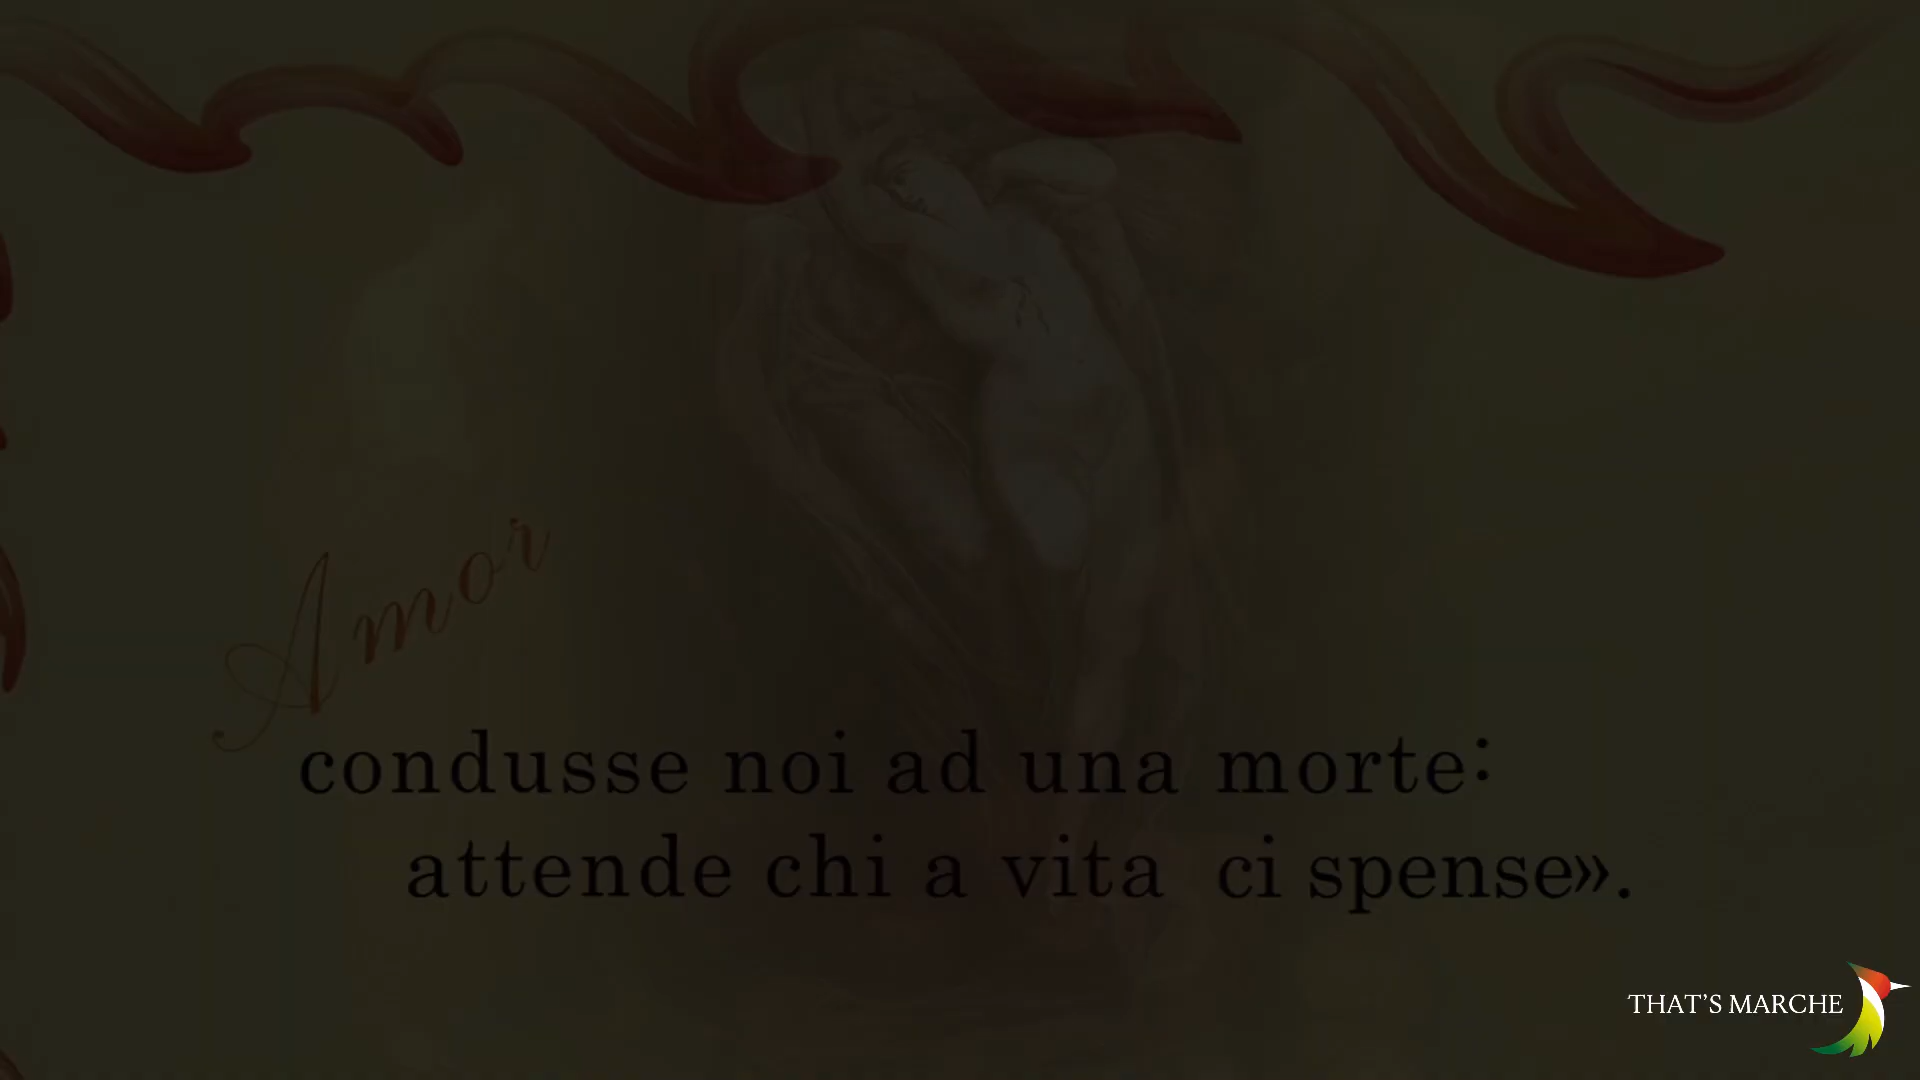 Amor
condusse noi ad una morte:
attende chi a vita ci spense».
THAT'S MARCHE